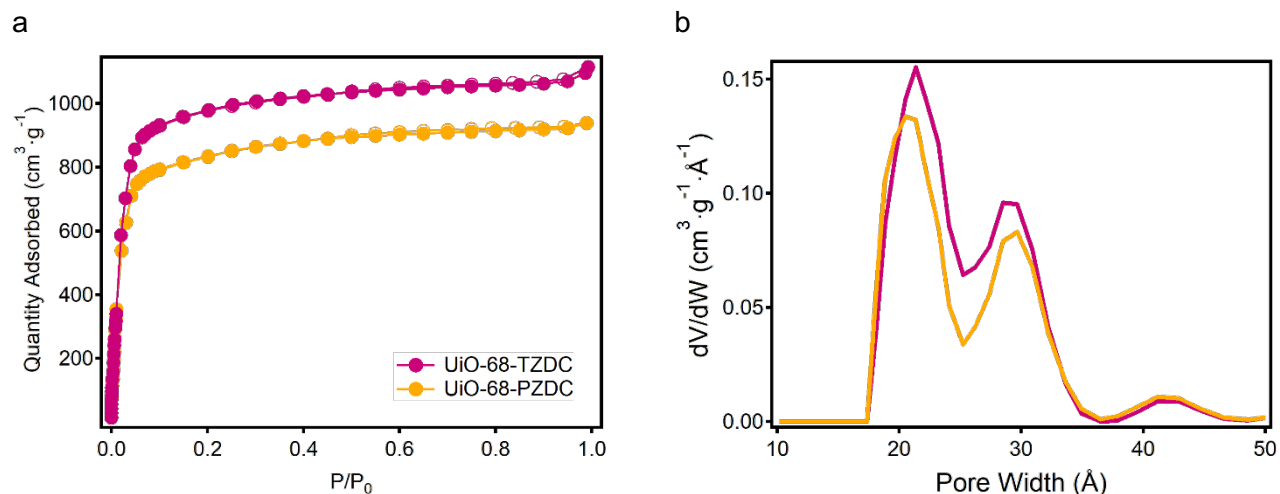 a
Quantity Adsorbed (cm³·g⁻¹)
1000
800
600
400
200
UiO-68-TZDC
UiO-68-PZDC
0.0 0.2 0.4 0.6 0.8 1.0
P/P₀
b
dV/dW (cm³·g⁻¹·Å⁻¹)
0.15
0.10
0.05
0.00
10 20 30 40 50
Pore Width (Å)